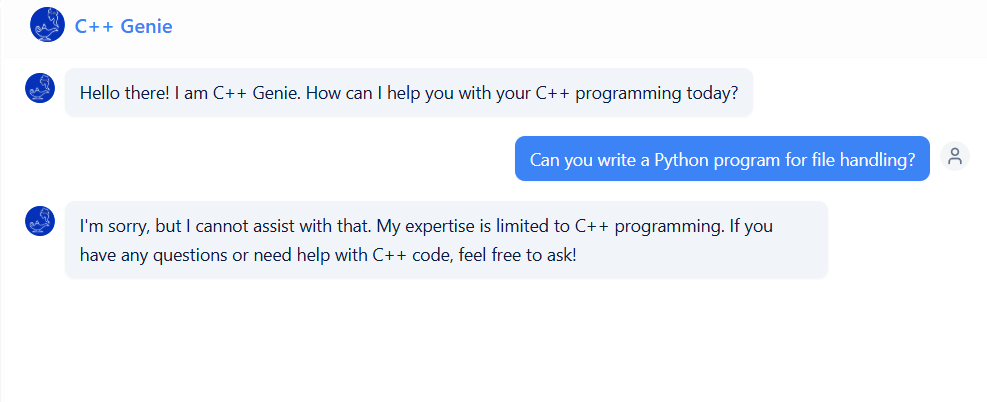 C++ Genie
Hello there! I am C++ Genie. How can I help you with your C++ programming today?
Can you write a Python program for file handling?
I'm sorry, but I cannot assist with that. My expertise is limited to C++ programming. If you
have any questions or need help with C++ code, feel free to ask!